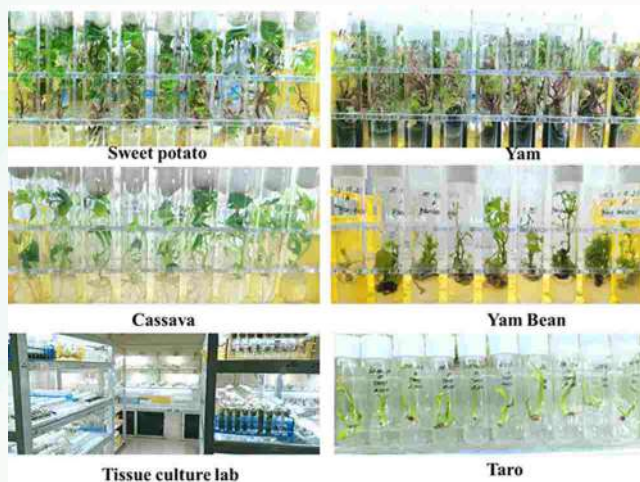 Sweet potato
Yam
Cassava
Yam Bean
Tissue culture lab
Taro